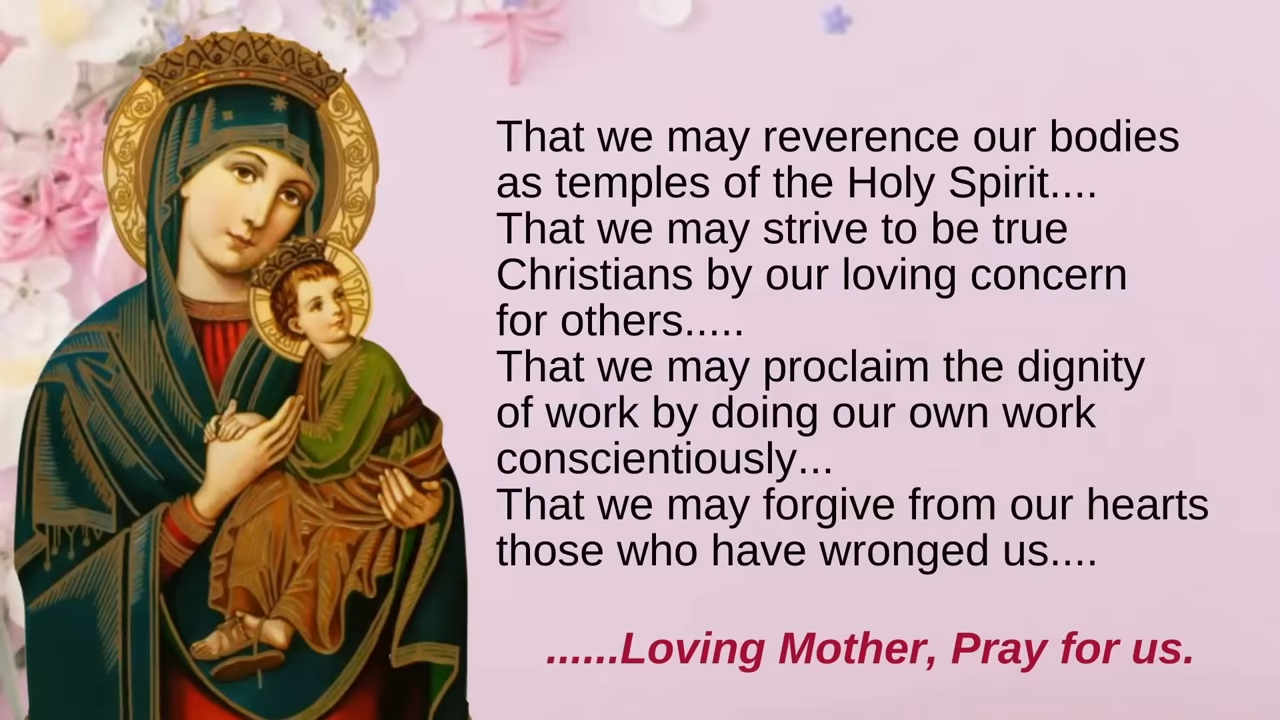 That we may reverence our bodies
as temples of the Holy Spirit....
That we may strive to be true
Christians by our loving concern
for others.....
That we may proclaim the dignity
of work by doing our own work
conscientiously...
That we may forgive from our hearts
those who have wronged us....
......Loving Mother, Pray for us.